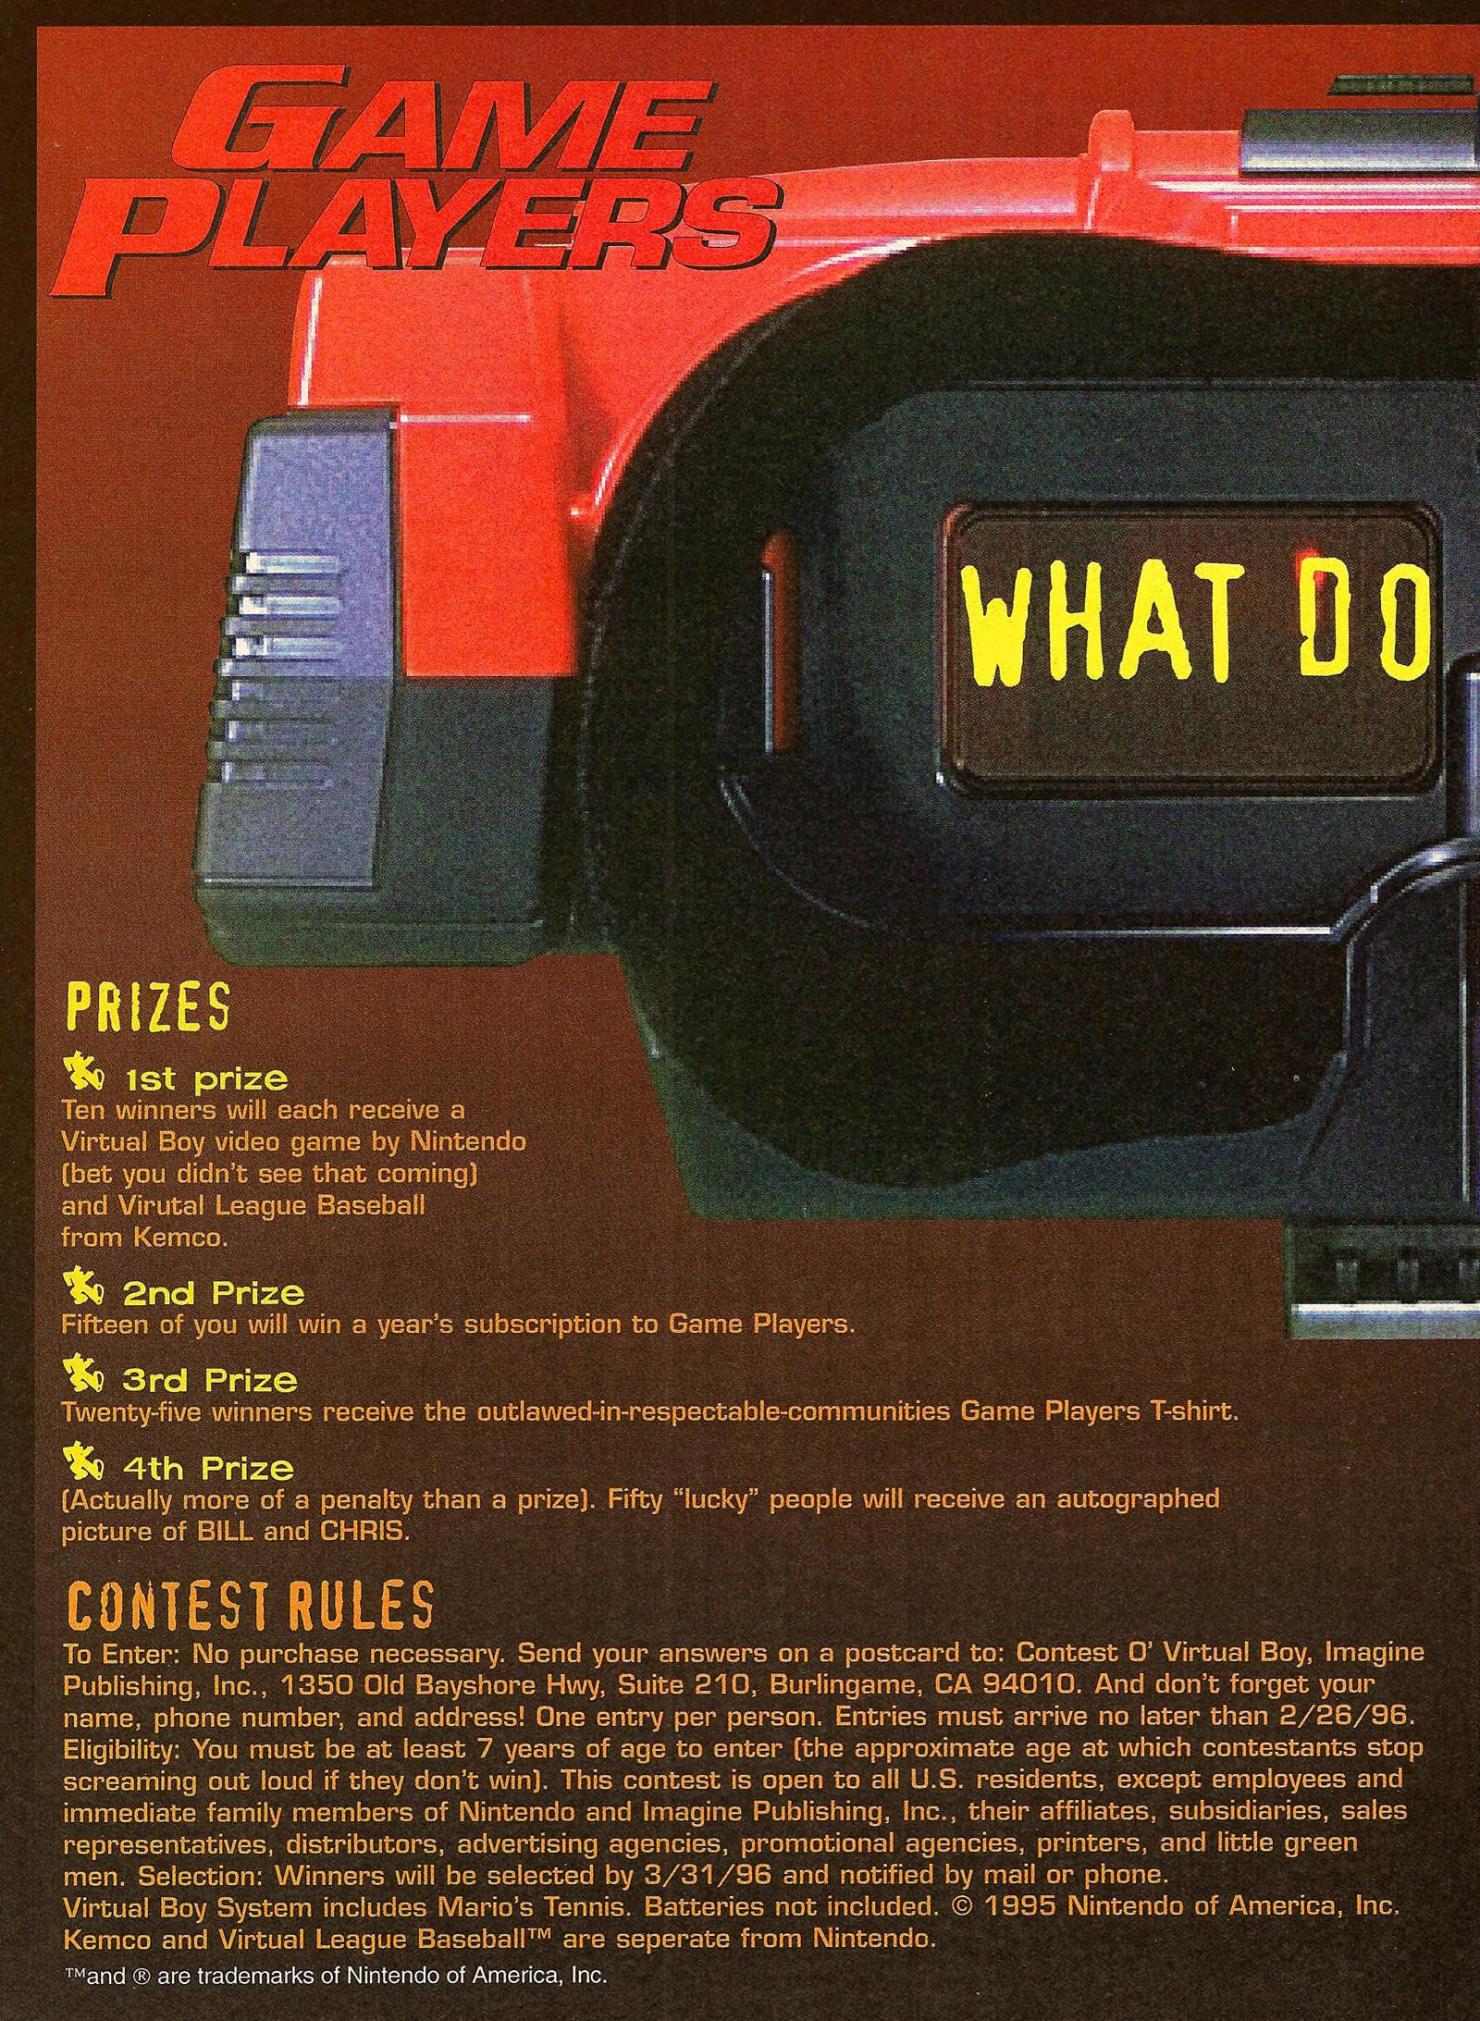 GAME
PLAYERS
WHAT DO
PRIZES
1st prize
Ten winners will each receive a
Virtual Boy video game by Nintendo
(bet you didn't see that coming)
and Virutal League Baseball
from Kemco.
2nd Prize
Fifteen of you will win a year's subscription to Game Players.
3rd Prize
Twenty-five winners receive the outlawed-in-respectable-communities Game Players T-shirt.
4th Prize
(Actually more of a penalty than a prize). Fifty “lucky” people will receive an autographed
picture of BILL and CHRIS.
CONTEST RULES
To Enter: No purchase necessary. Send your answers on a postcard to: Contest O' Virtual Boy, Imagine
Publishing, Inc., 1350 Old Bayshore Hwy, Suite 210, Burlingame, CA 94010. And don't forget your
name, phone number, and address! One entry per person. Entries must arrive no later than 2/26/96.
Eligibility: You must be at least 7 years of age to enter (the approximate age at which contestants stop
screaming out loud if they don't win). This contest is open to all U.S. residents, except employees and
immediate family members of Nintendo and Imagine Publishing, Inc., their affiliates, subsidiaries, sales
representatives, distributors, advertising agencies, promotional agencies, printers, and little green
men. Selection: Winners will be selected by 3/31/96 and notified by mail or phone.
Virtual Boy System includes Mario's Tennis. Batteries not included. © 1995 Nintendo of America, Inc.
Kemco and Virtual League Baseball™ are seperate from Nintendo.
™and ® are trademarks of Nintendo of America, Inc.